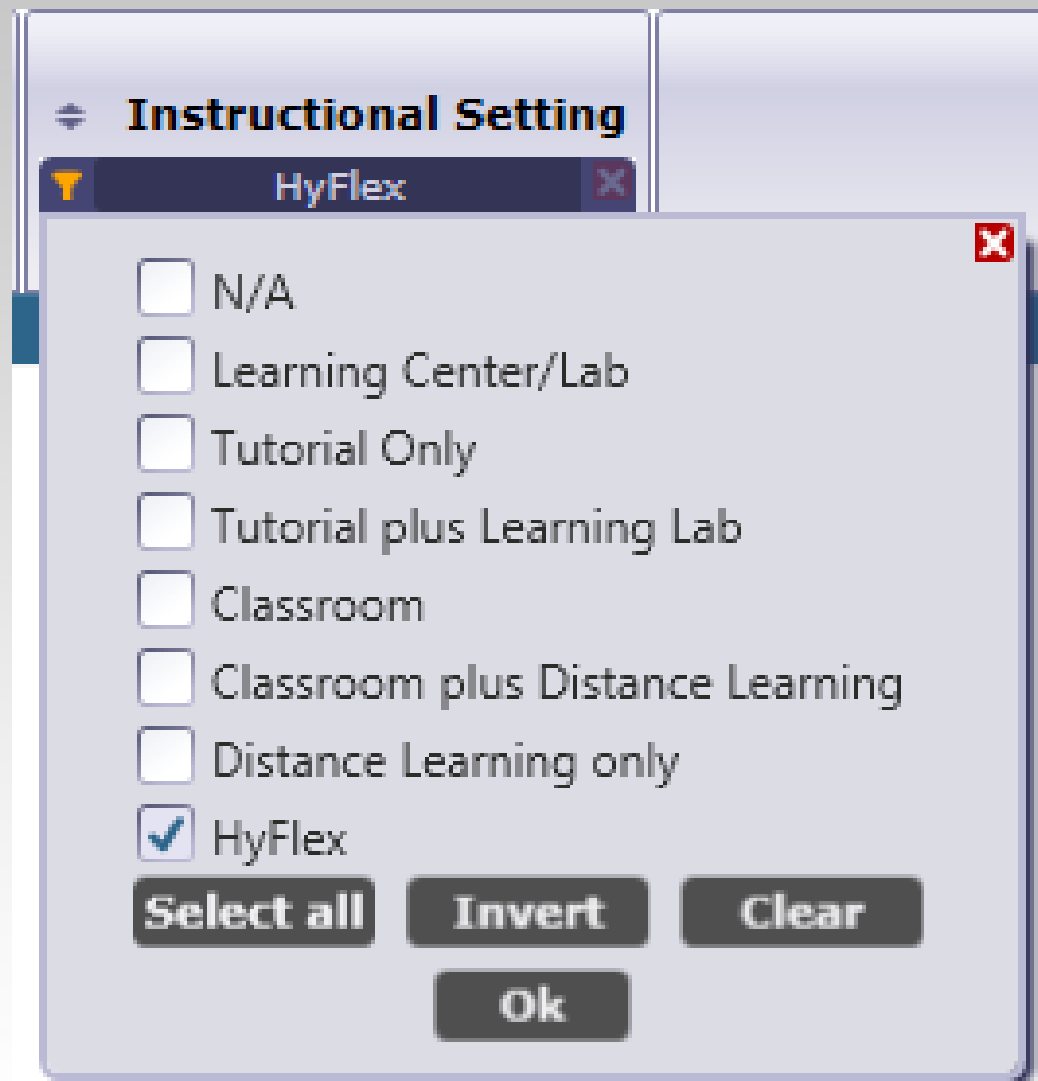 Instructional Setting
HyFlex
N/A
Learning Center/Lab
Tutorial Only
Tutorial plus Learning Lab
Classroom
Classroom plus Distance Learning
Distance Learning only
HyFlex
Select all Invert Clear
Ok